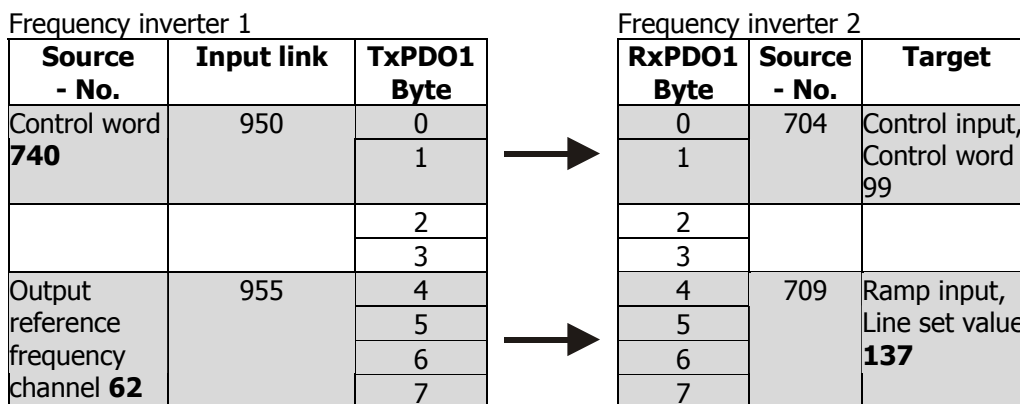 Frequency inverter 1
Source - No. Input link TxPDO1 Byte
Control word 740 950 0
1
2
3
Output reference frequency channel 62 955 4
5
6
7
Frequency inverter 2
RxPDO1 Byte Source - No. Target
0 704 Control input, Control word 99
1
2
3
4 709 Ramp input, Line set value 137
5
6
7